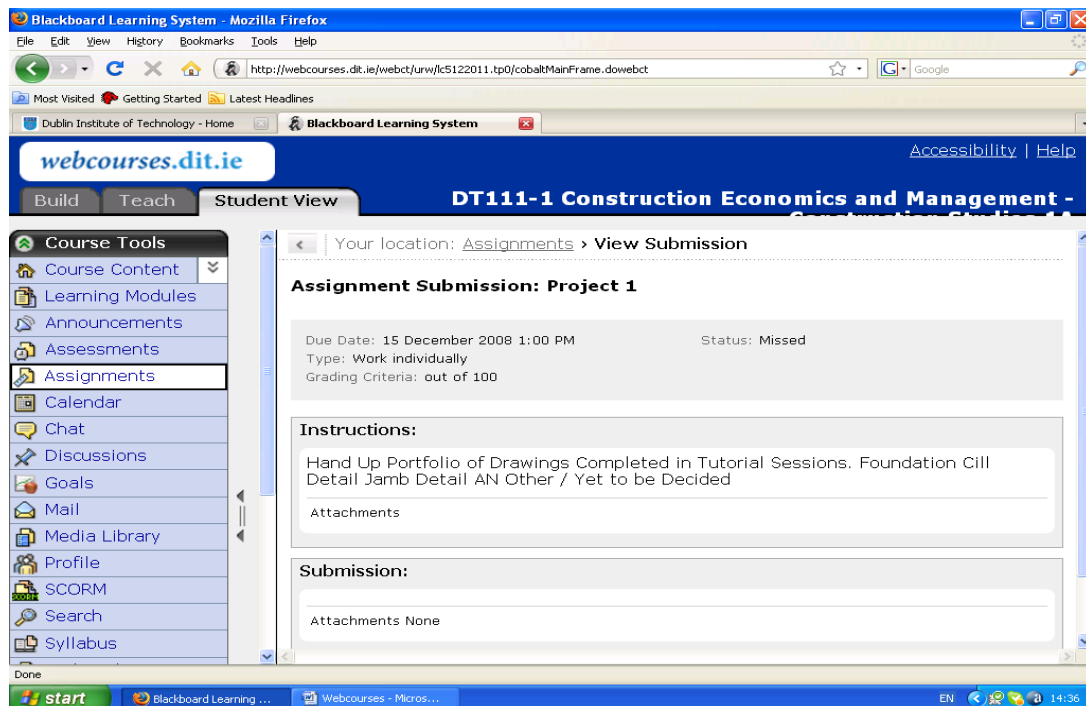 Blackboard Learning System - Mozilla Firefox
File Edit View History Bookmarks Tools Help
http://webcourses.dit.ie/webct/urw/lc5122011.tp0/cobaltMainFrame.dowebct
Google
Most Visited Getting Started Latest Headlines
Dublin Institute of Technology - Home Blackboard Learning System
webcourses.dit.ie
Accessibility | Help
Build Teach Student View
DT111-1 Construction Economics and Management -
Construction Studies 1A
Course Tools
Course Content
Learning Modules
Announcements
Assessments
Assignments
Calendar
Chat
Discussions
Goals
Mail
Media Library
Profile
SCORM
Search
Syllabus
Your location: Assignments › View Submission
Assignment Submission: Project 1
Due Date: 15 December 2008 1:00 PM Status: Missed
Type: Work individually
Grading Criteria: out of 100
Instructions:
Hand Up Portfolio of Drawings Completed in Tutorial Sessions. Foundation Cill
Detail Jamb Detail AN Other / Yet to be Decided
Attachments
Submission:
Attachments None
Done
start Blackboard Learning ... Webcourses - Micros... EN 14:36